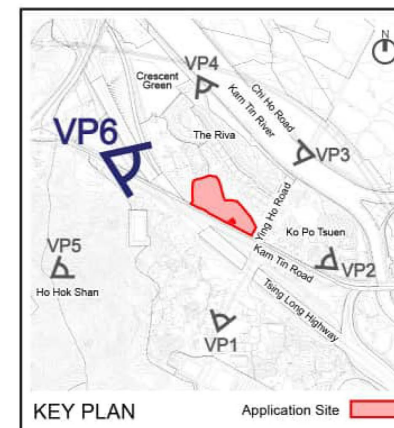 Crescent
Green
VP4
Chi Ho Road
Kam Tin River
VP6
The Riva
VP3
Ying Ho Road
Ko Po Tsuen
VP5
Kam Tin Road
VP2
Ho Hok Shan
Tsing Long Highway
VP1
KEY PLAN
Application Site